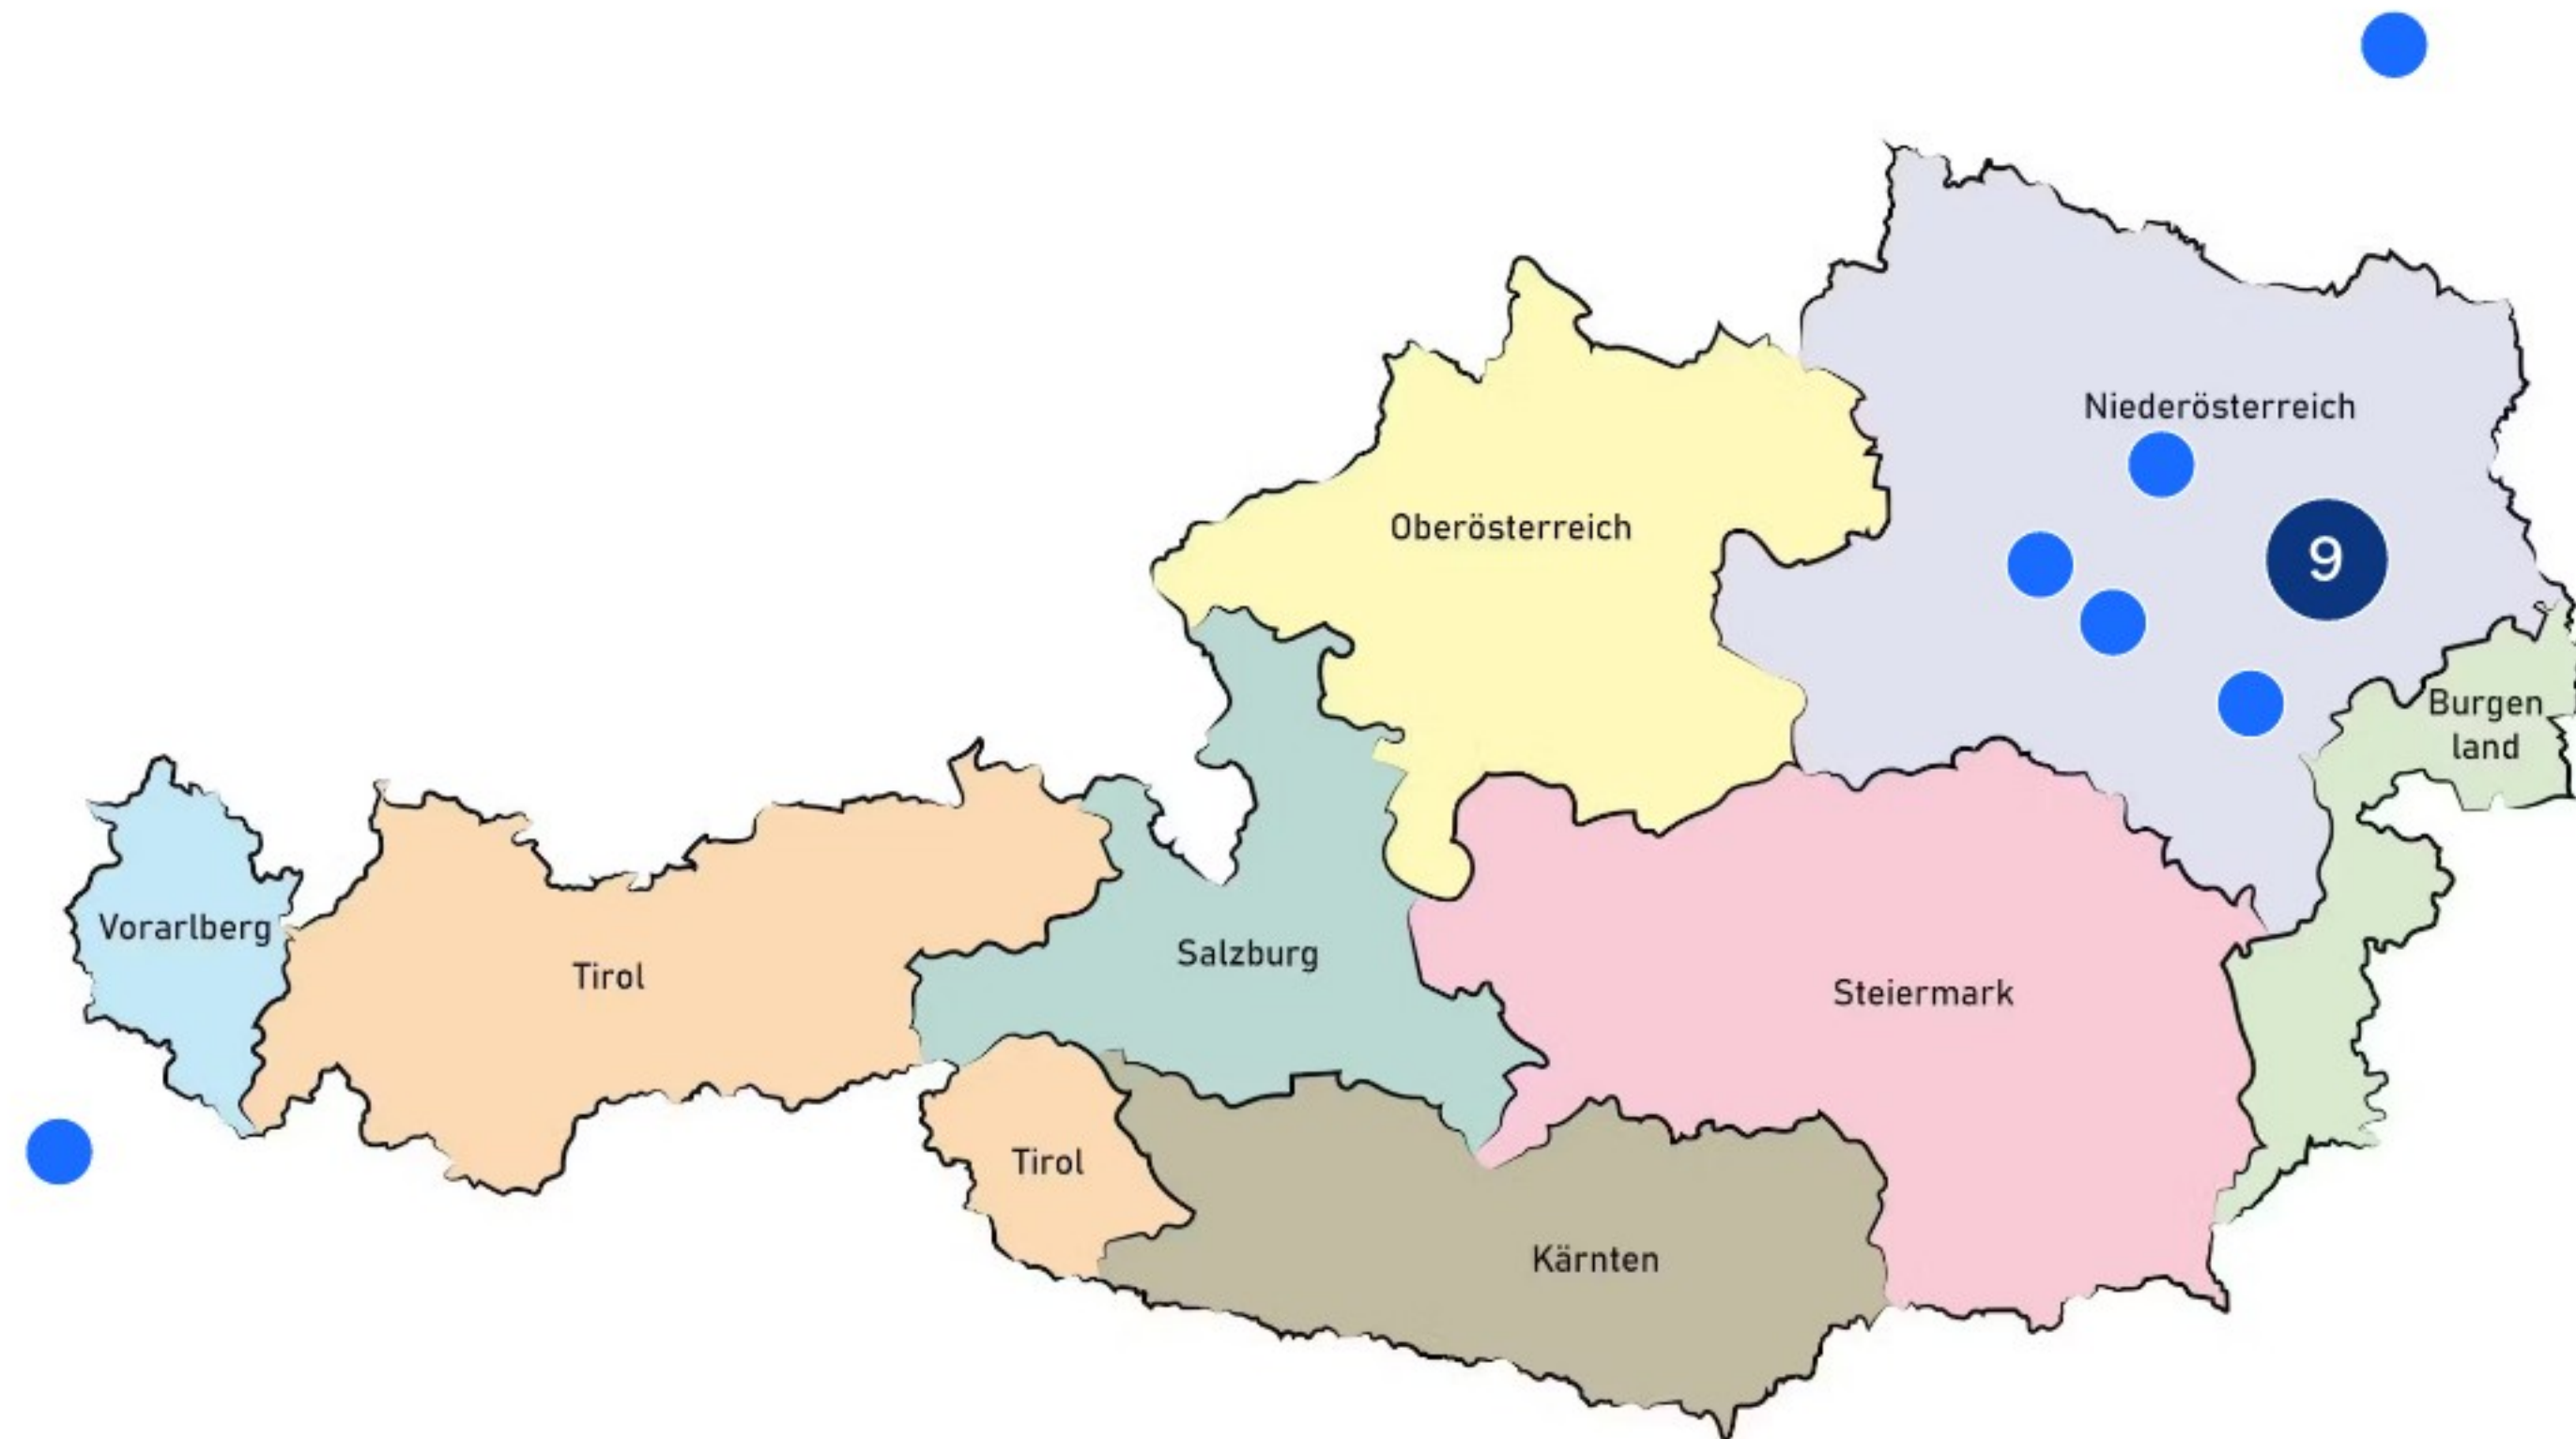 Niederösterreich
Oberösterreich
9
Burgen
land
Vorarlberg
Tirol
Salzburg
Steiermark
Tirol
Kärnten